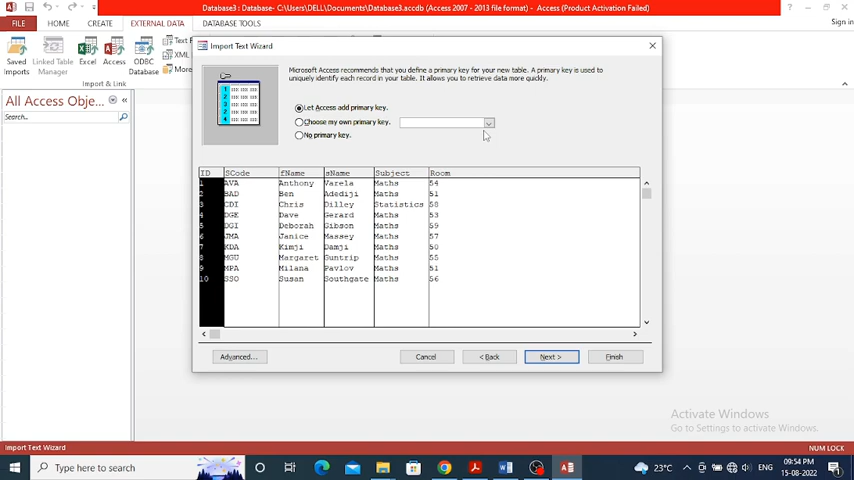 Database3 : Database- C:\Users\DELL\Documents\Database3.accdb (Access 2007 - 2013 file format) - Access (Product Activation Failed)
FILE HOME CREATE EXTERNAL DATA DATABASE TOOLS Sign in
Saved Imports
Linked Table Manager
Excel
Access
ODBC Database
Text F
XML
More
Import & Link
All Access Obje...
Search...
Import Text Wizard
Microsoft Access recommends that you define a primary key for your new table. A primary key is used to
uniquely identify each record in your table. It allows you to retrieve data more quickly.
1
2
3
2
4
Let Access add primary key.
Choose my own primary key.
No primary key.
ID SCode fName sName Subject Room
1 AVA Anthony Varela Maths 54
2 BAD Ben Adediji Maths 51
3 CDI Chris Dilley Statistics 58
4 DGE Dave Gerard Maths 53
5 DGI Deborah Gibson Maths 59
6 JMA Janice Massey Maths 57
7 KDA Kimji Damji Maths 50
8 MGU Margaret Guntrip Maths 55
9 MPA Milana Pavlov Maths 51
10 SSO Susan Southgate Maths 56
Advanced... Cancel < Back Next > Finish
Activate Windows
Go to Settings to activate Windows.
Import Text Wizard NUM LOCK
Type here to search
23°C
ENG
09:54 PM
15-08-2022
1